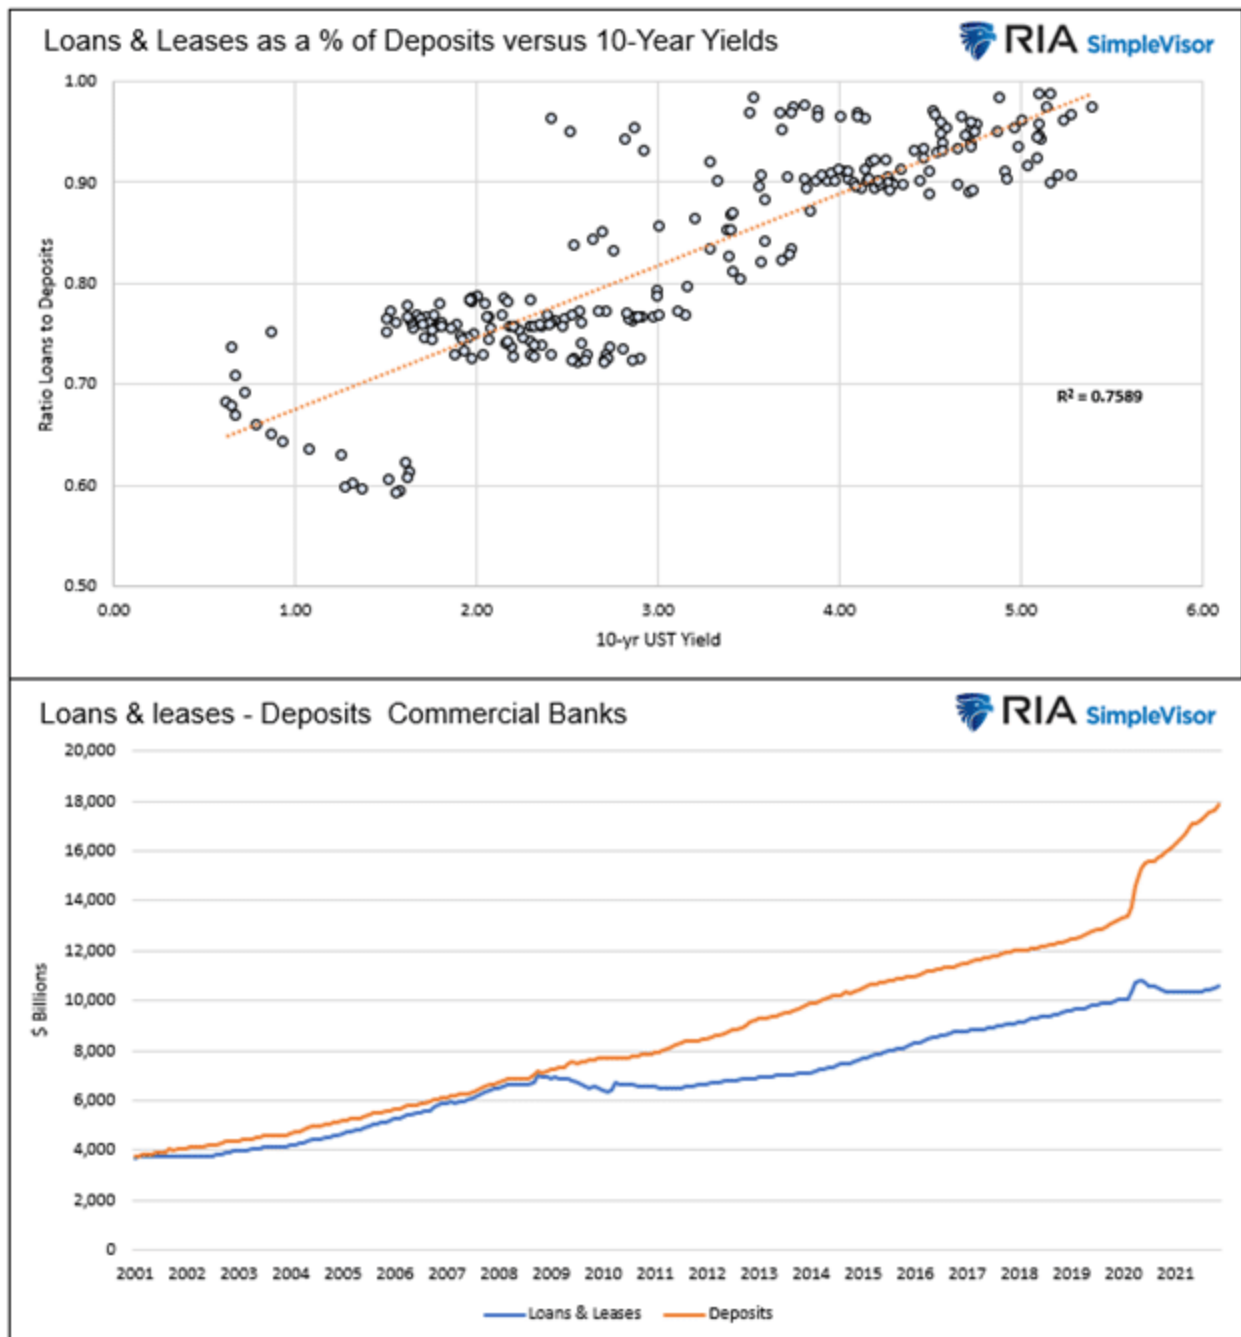 Loans & Leases as a % of Deposits versus 10-Year Yields
RIA SimpleVisor
1.00
0.90
0.80
0.70
0.60
0.50
Ratio Loans to Deposits
R² = 0.7589
0.00 1.00 2.00 3.00 4.00 5.00 6.00
10-yr UST Yield
Loans & leases - Deposits Commercial Banks
RIA SimpleVisor
20,000
18,000
16,000
14,000
12,000
10,000
8,000
6,000
4,000
2,000
0
$ Billions
2001 2002 2003 2004 2005 2006 2007 2008 2009 2010 2011 2012 2013 2014 2015 2016 2017 2018 2019 2020 2021
Loans & Leases Deposits